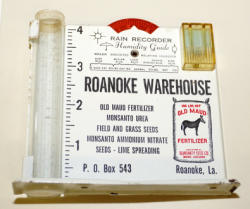 4
3
2
1
RAIN RECORDER
Humidity Guide
ROANOKE WAREHOUSE
OLD MAUD FERTILIZER
MONSANTO UREA
FIELD AND GRASS SEEDS
MONSANTO AMMONIUM NITRATE
SEEDS - LIME SPREADING
P. O. Box 543
Roanoke, La.
OLD MAUD
FERTILIZER